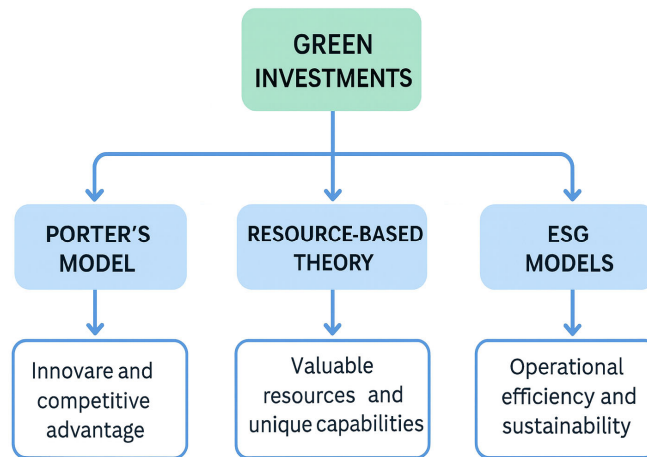 GREEN
INVESTMENTS
PORTER'S
MODEL
RESOURCE-BASED
THEORY
ESG
MODELS
Innovare and
competitive
advantage
Valuable
resources and
unique capabilities
Operational
efficiency and
sustainability